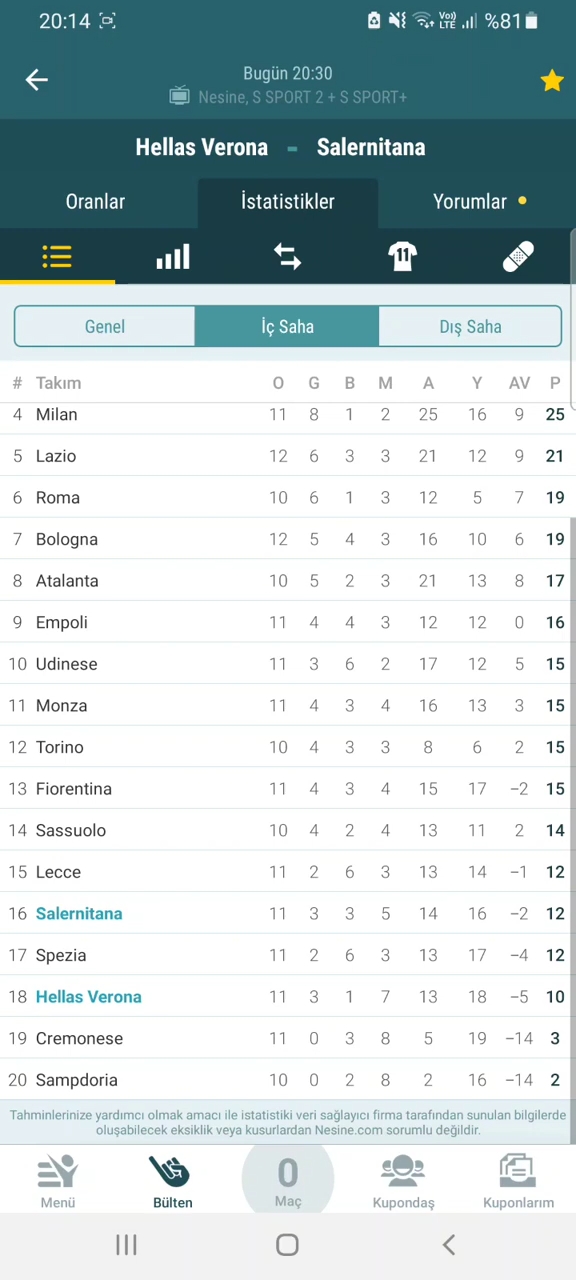 20:14 Vo) LTE %81
Bugün 20:30
Nesine, S SPORT 2 + S SPORT+
Hellas Verona - Salernitana
Oranlar İstatistikler Yorumlar
11
Genel İç Saha Dış Saha
# Takım O G B M A Y AV P
4 Milan 11 8 1 2 25 16 9 25
5 Lazio 12 6 3 3 21 12 9 21
6 Roma 10 6 1 3 12 5 7 19
7 Bologna 12 5 4 3 16 10 6 19
8 Atalanta 10 5 2 3 21 13 8 17
9 Empoli 11 4 4 3 12 12 0 16
10 Udinese 11 3 6 2 17 12 5 15
11 Monza 11 4 3 4 16 13 3 15
12 Torino 10 4 3 3 8 6 2 15
13 Fiorentina 11 4 3 4 15 17 −2 15
14 Sassuolo 10 4 2 4 13 11 2 14
15 Lecce 11 2 6 3 13 14 −1 12
16 Salernitana 11 3 3 5 14 16 −2 12
17 Spezia 11 2 6 3 13 17 −4 12
18 Hellas Verona 11 3 1 7 13 18 −5 10
19 Cremonese 11 0 3 8 5 19 −14 3
20 Sampdoria 10 0 2 8 2 16 −14 2
Tahminlerinize yardımcı olmak amacı ile istatistiki veri sağlayıcı firma tarafından sunulan bilgilerde
oluşabilecek eksiklik veya kusurlardan Nesine.com sorumlu değildir.
0
Menü Bülten Maç Kupondaş Kuponlarım